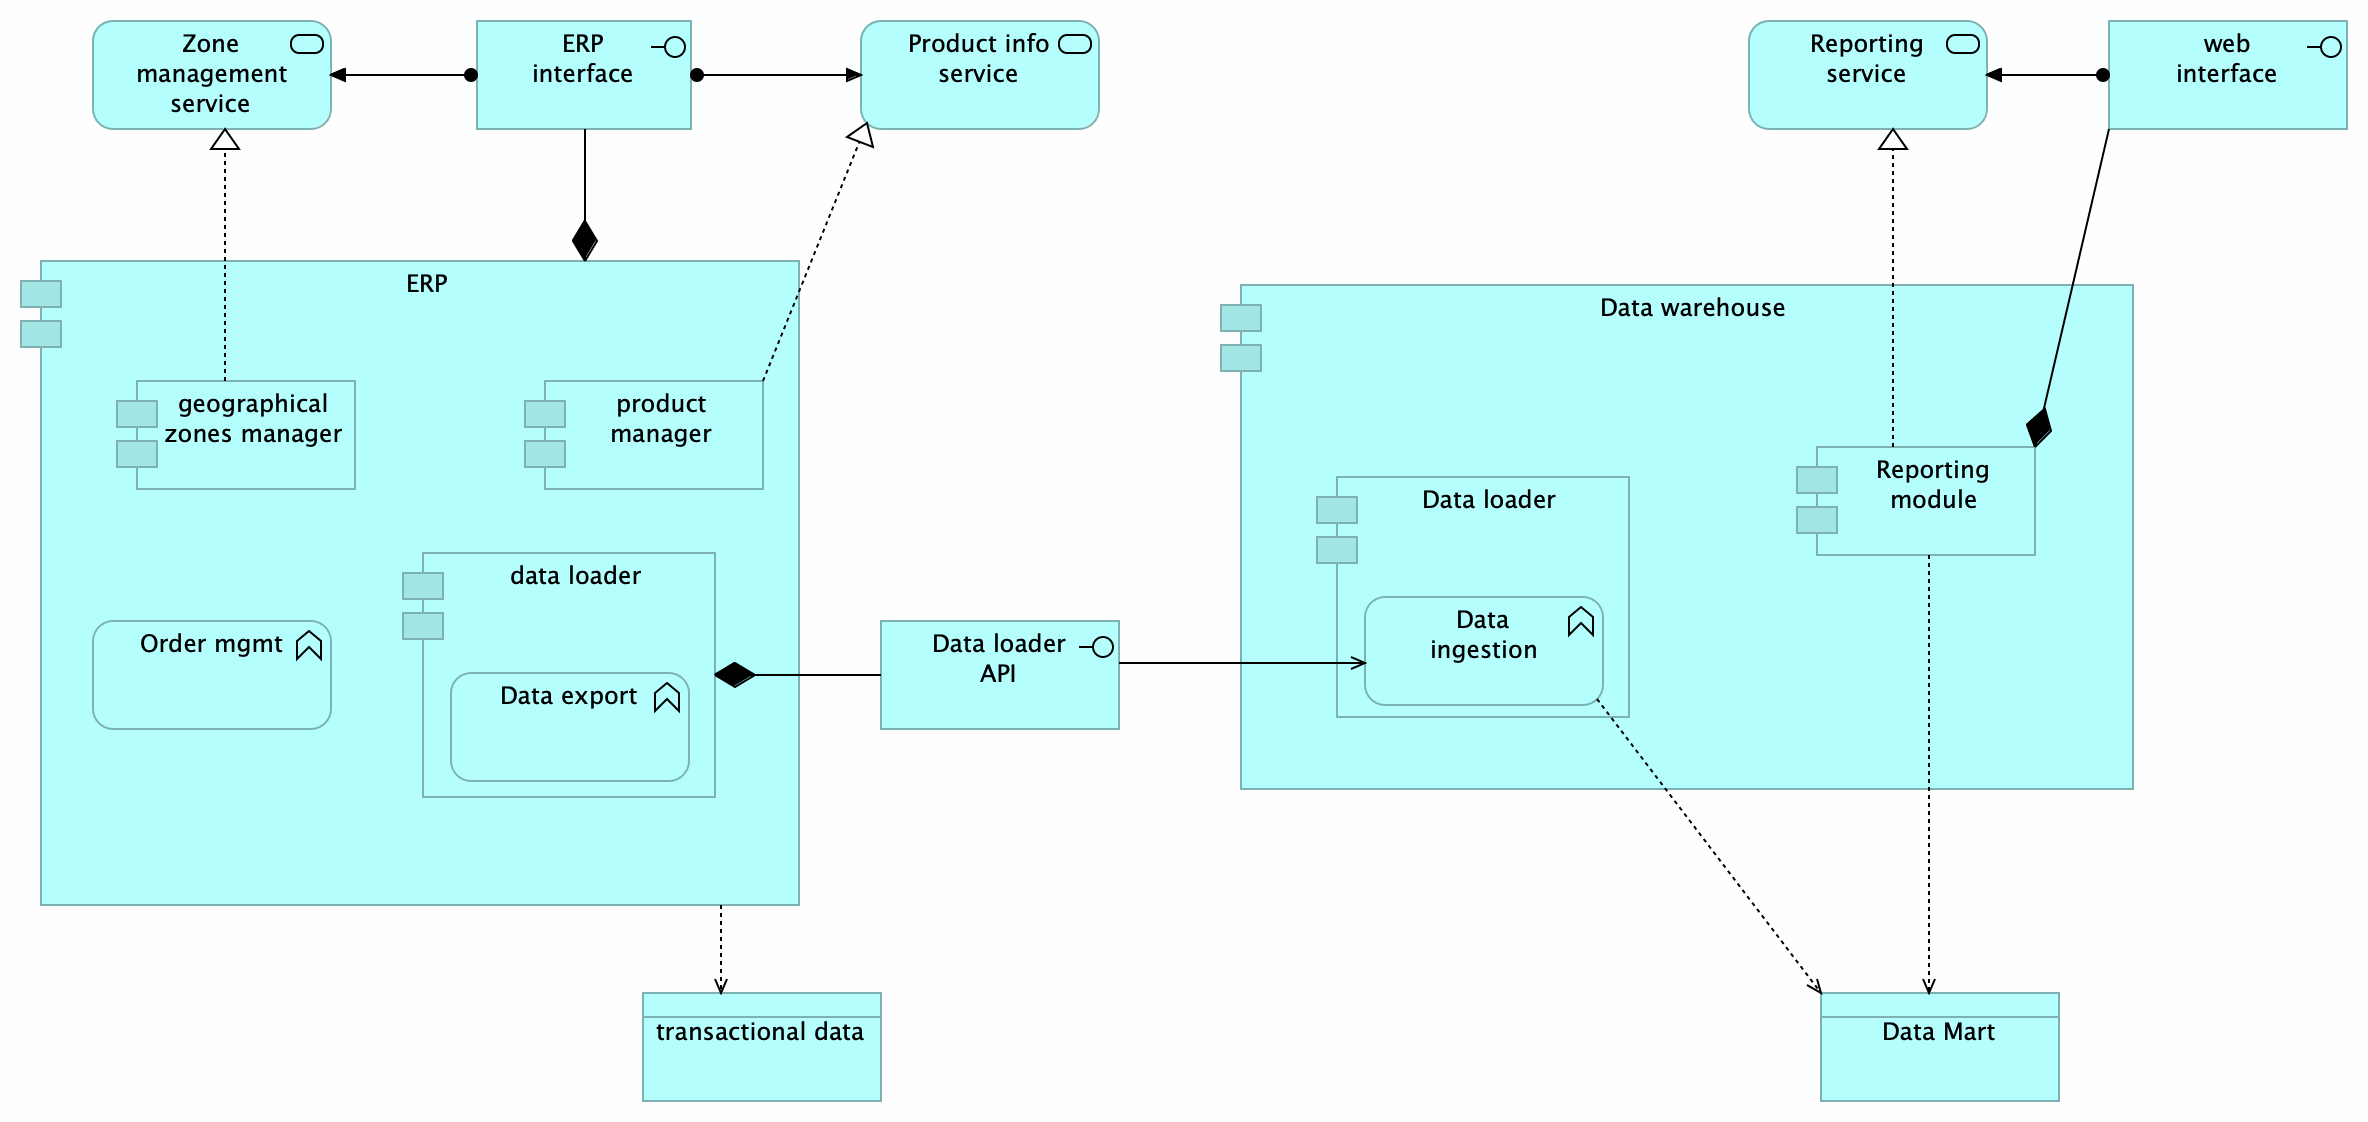 Zone
management
service
ERP
interface
Product info
service
Reporting
service
web
interface
ERP
Data warehouse
geographical
zones manager
product
manager
Reporting
module
Data loader
data loader
Data
ingestion
Order mgmt
Data export
Data loader
API
transactional data
Data Mart